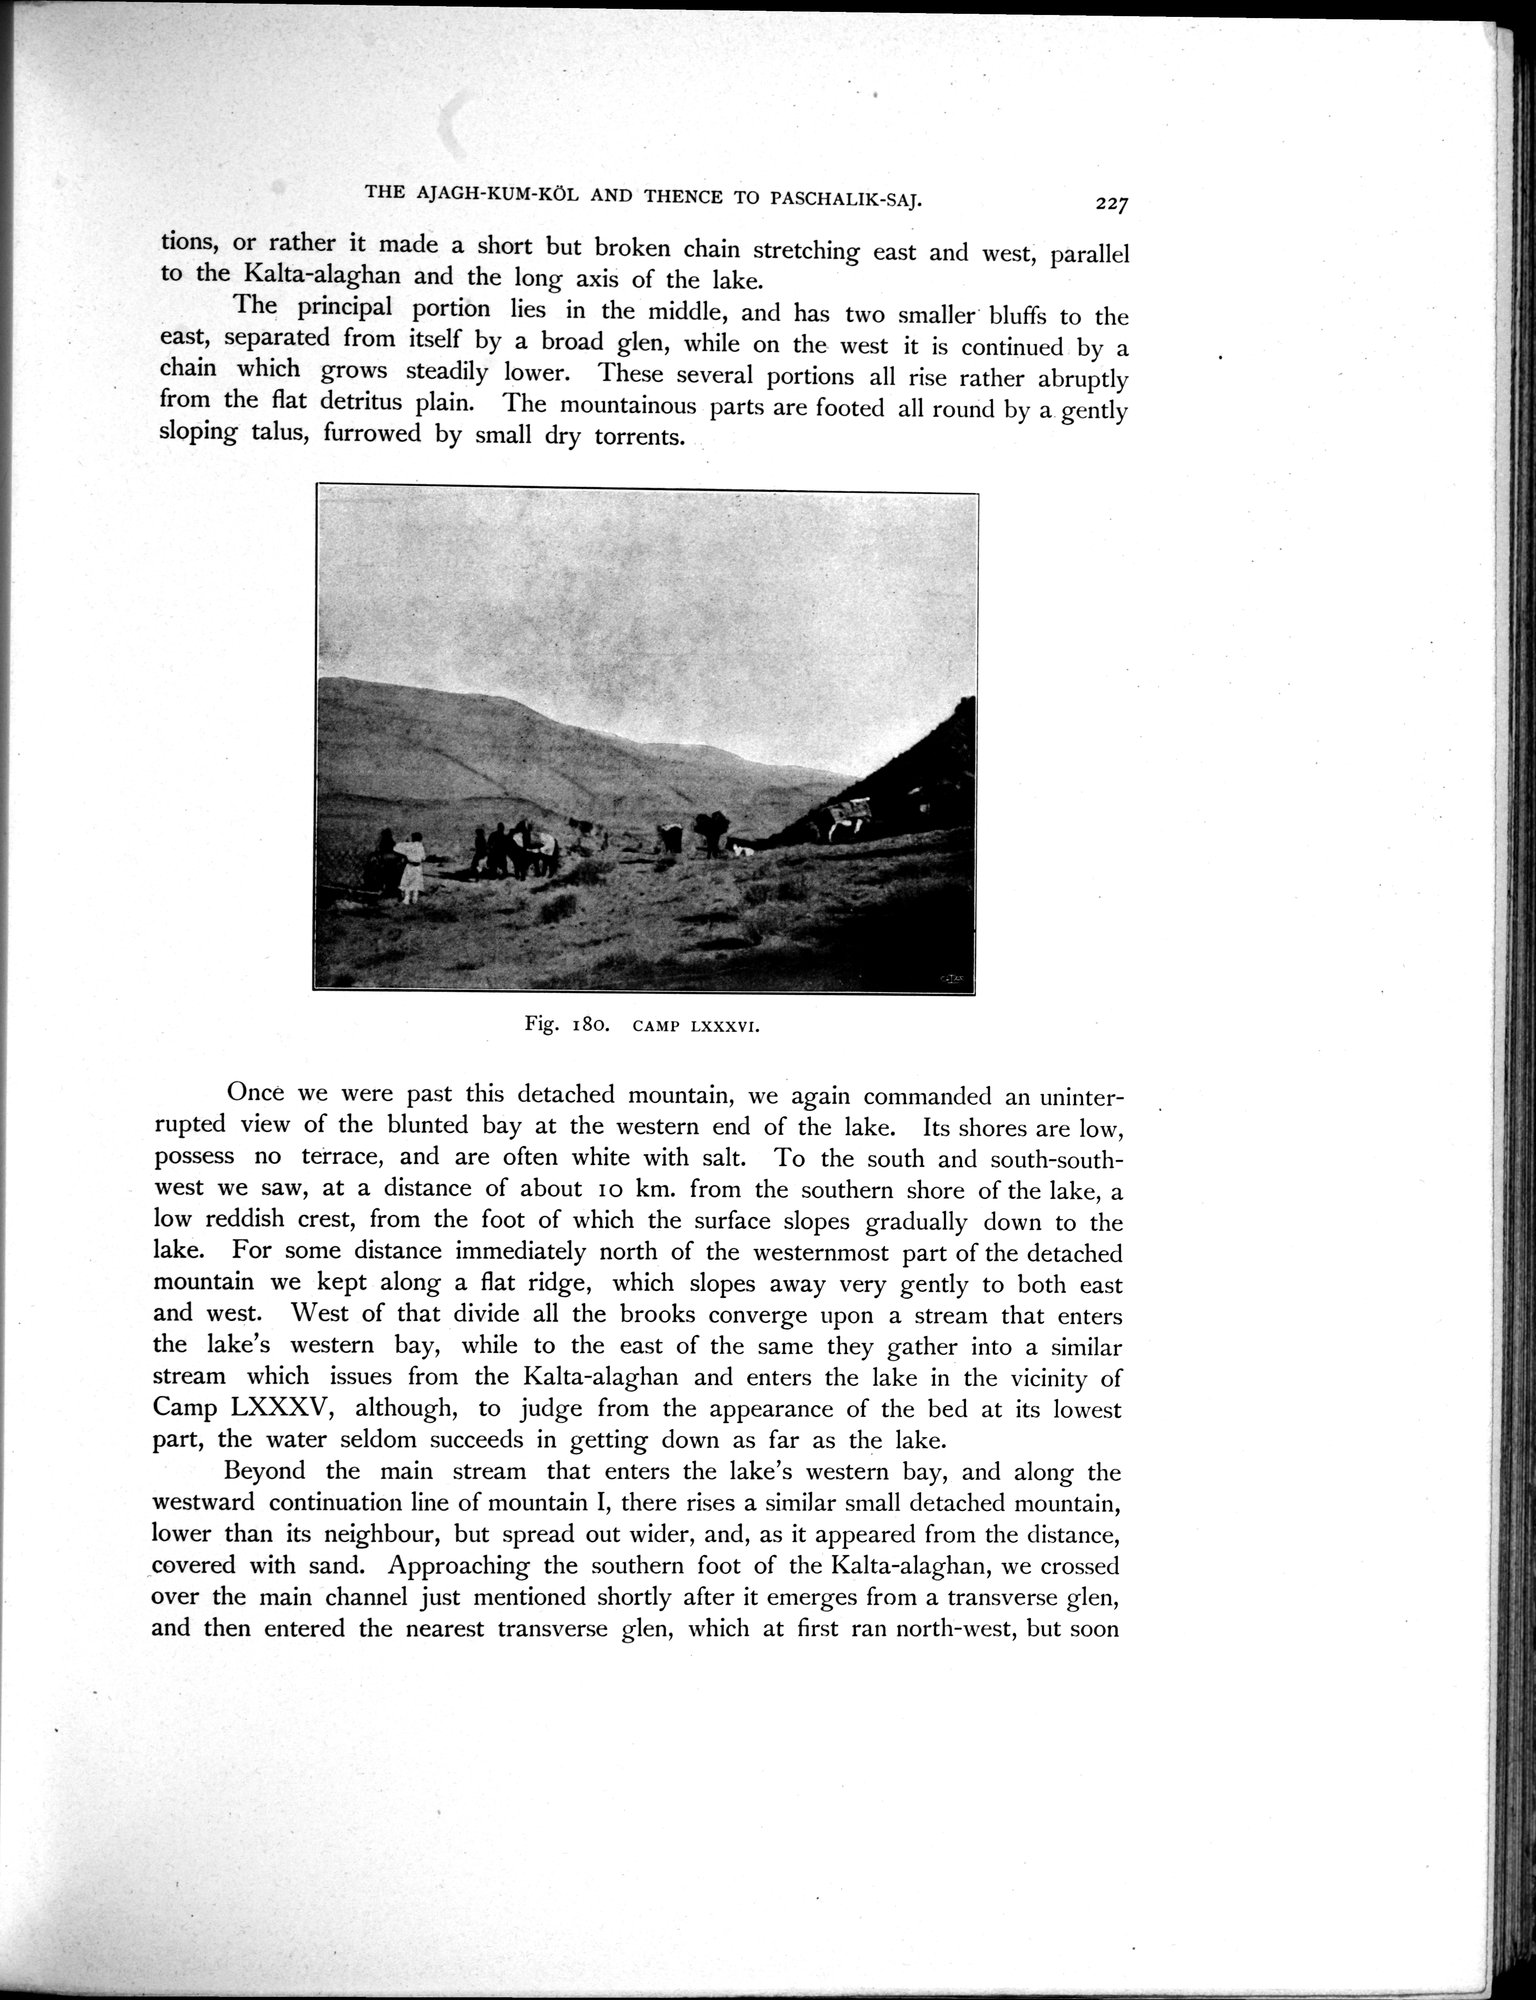 THE AJAGH-KUM-KÖL AND THENCE TO PASCHALIK-SAJ. 227
tions, or rather it made a short but broken chain stretching east and west, parallel
to the Kalta-alaghan and the long axis of the lake.
The principal portion lies in the middle, and has two smaller bluffs to the
east, separated from itself by a broad glen, while on the west it is continued by a
chain which grows steadily lower. These several portions all rise rather abruptly
from the flat detritus plain. The mountainous parts are footed all round by a gently
sloping talus, furrowed by small dry torrents.
Fig. 180. CAMP LXXXVI.
Once we were past this detached mountain, we again commanded an uninter-
rupted view of the blunted bay at the western end of the lake. Its shores are low,
possess no terrace, and are often white with salt. To the south and south-south-
west we saw, at a distance of about 10 km. from the southern shore of the lake, a
low reddish crest, from the foot of which the surface slopes gradually down to the
lake. For some distance immediately north of the westernmost part of the detached
mountain we kept along a flat ridge, which slopes away very gently to both east
and west. West of that divide all the brooks converge upon a stream that enters
the lake's western bay, while to the east of the same they gather into a similar
stream which issues from the Kalta-alaghan and enters the lake in the vicinity of
Camp LXXXV, although, to judge from the appearance of the bed at its lowest
part, the water seldom succeeds in getting down as far as the lake.
Beyond the main stream that enters the lake's western bay, and along the
westward continuation line of mountain I, there rises a similar small detached mountain,
lower than its neighbour, but spread out wider, and, as it appeared from the distance,
covered with sand. Approaching the southern foot of the Kalta-alaghan, we crossed
over the main channel just mentioned shortly after it emerges from a transverse glen,
and then entered the nearest transverse glen, which at first ran north-west, but soon